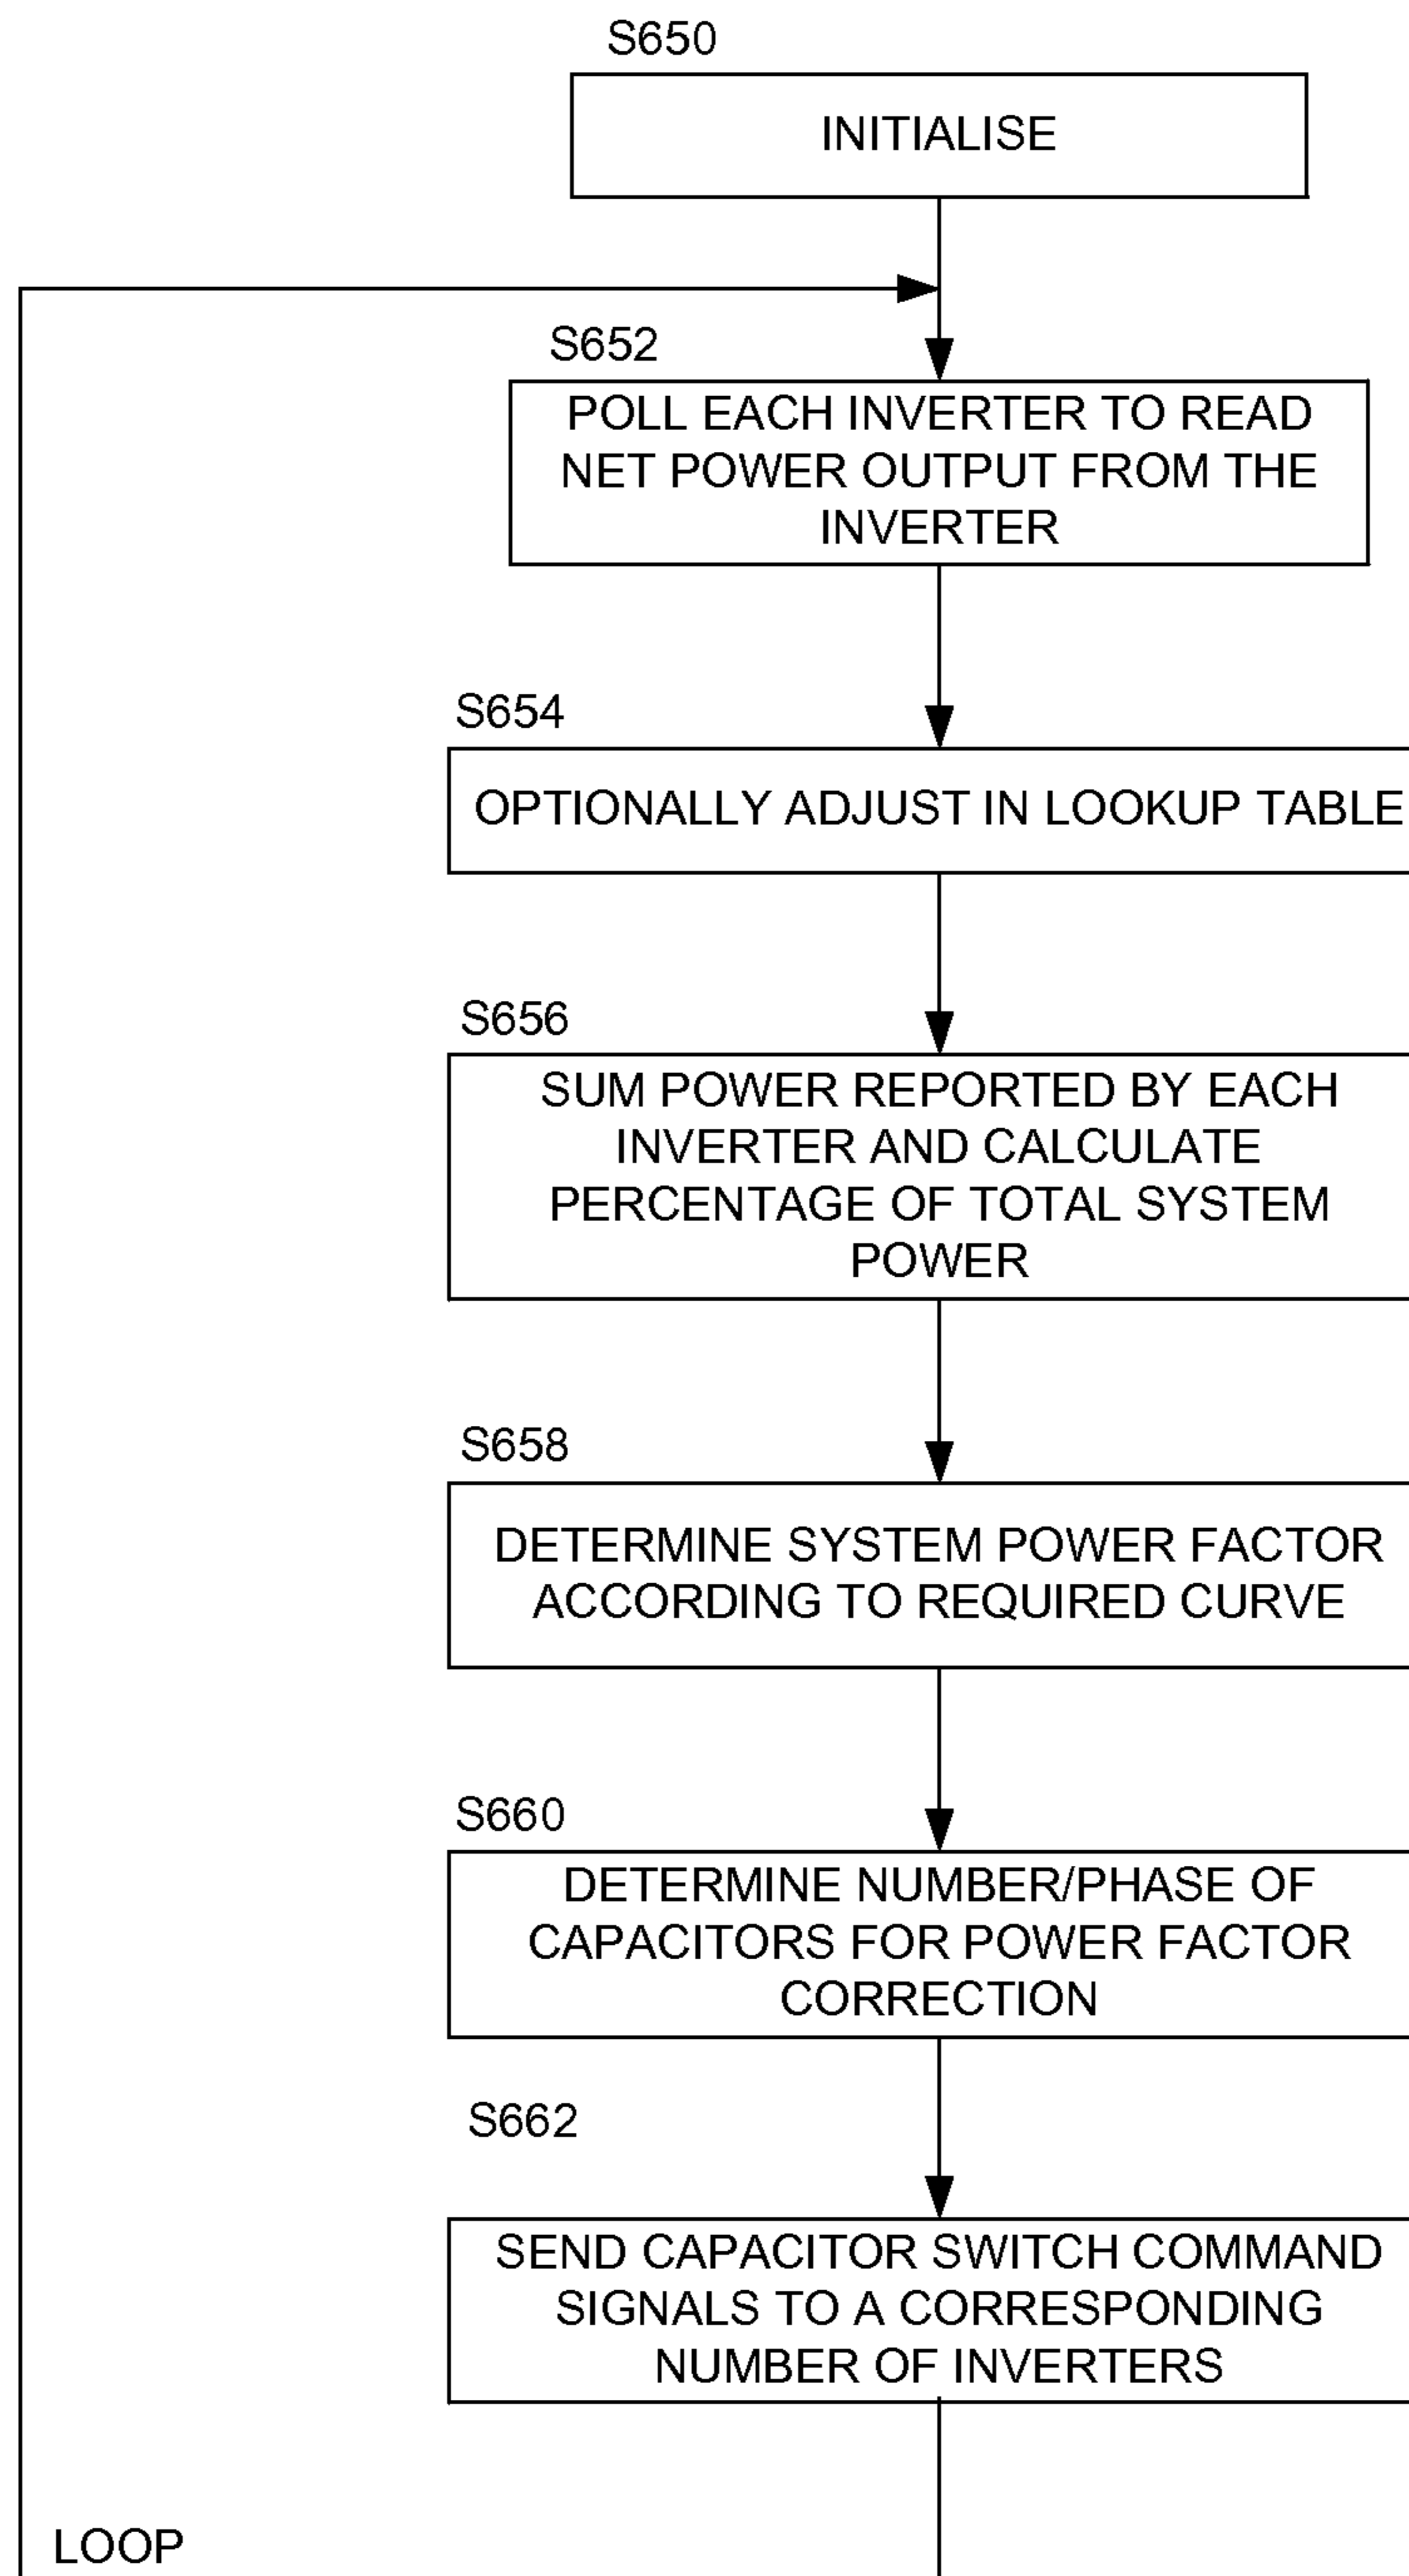 S650
INITIALISE
S652
POLL EACH INVERTER TO READ
NET POWER OUTPUT FROM THE
INVERTER
S654
OPTIONALLY ADJUST IN LOOKUP TABLE
S656
SUM POWER REPORTED BY EACH
INVERTER AND CALCULATE
PERCENTAGE OF TOTAL SYSTEM
POWER
S658
DETERMINE SYSTEM POWER FACTOR
ACCORDING TO REQUIRED CURVE
S660
DETERMINE NUMBER/PHASE OF
CAPACITORS FOR POWER FACTOR
CORRECTION
S662
SEND CAPACITOR SWITCH COMMAND
SIGNALS TO A CORRESPONDING
NUMBER OF INVERTERS
LOOP